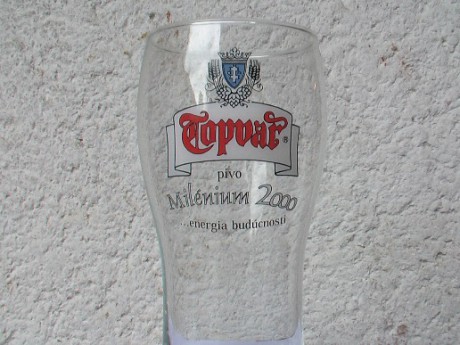 Topvar®
pivo
Milénium 2000
...energia budúcnosti